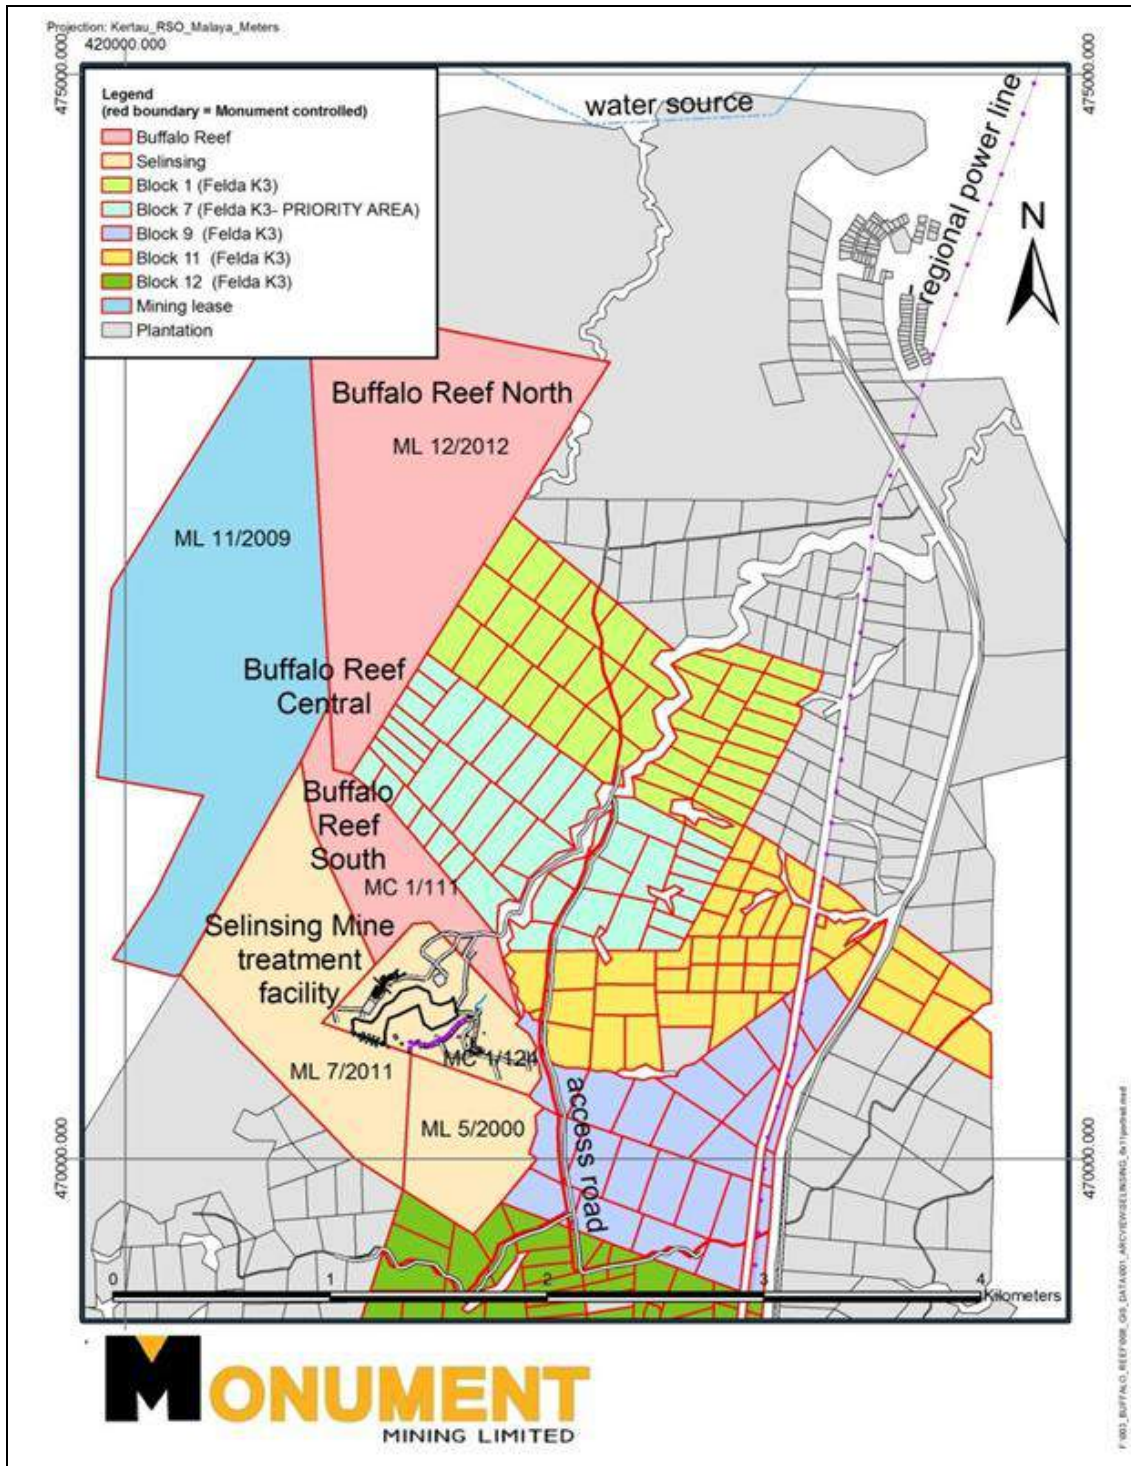 Projection: Kertau_RSO_Malaya_Meters
420000.000
475000.000
475000.000
Legend
(red boundary = Monument controlled)
Buffalo Reef
Selinsing
Block 1 (Felda K3)
Block 7 (Felda K3- PRIORITY AREA)
Block 9 (Felda K3)
Block 11 (Felda K3)
Block 12 (Felda K3)
Mining lease
Plantation
water source
regional power line
N
Buffalo Reef North
ML 12/2012
ML 11/2009
Buffalo Reef
Central
Buffalo
Reef
South
MC 1/111
Selinsing Mine
treatment
facility
MC 1/124
ML 7/2011
ML 5/2000
access road
470000.000
470000.000
0 1 2 3 4
Kilometers
MONUMENT
MINING LIMITED